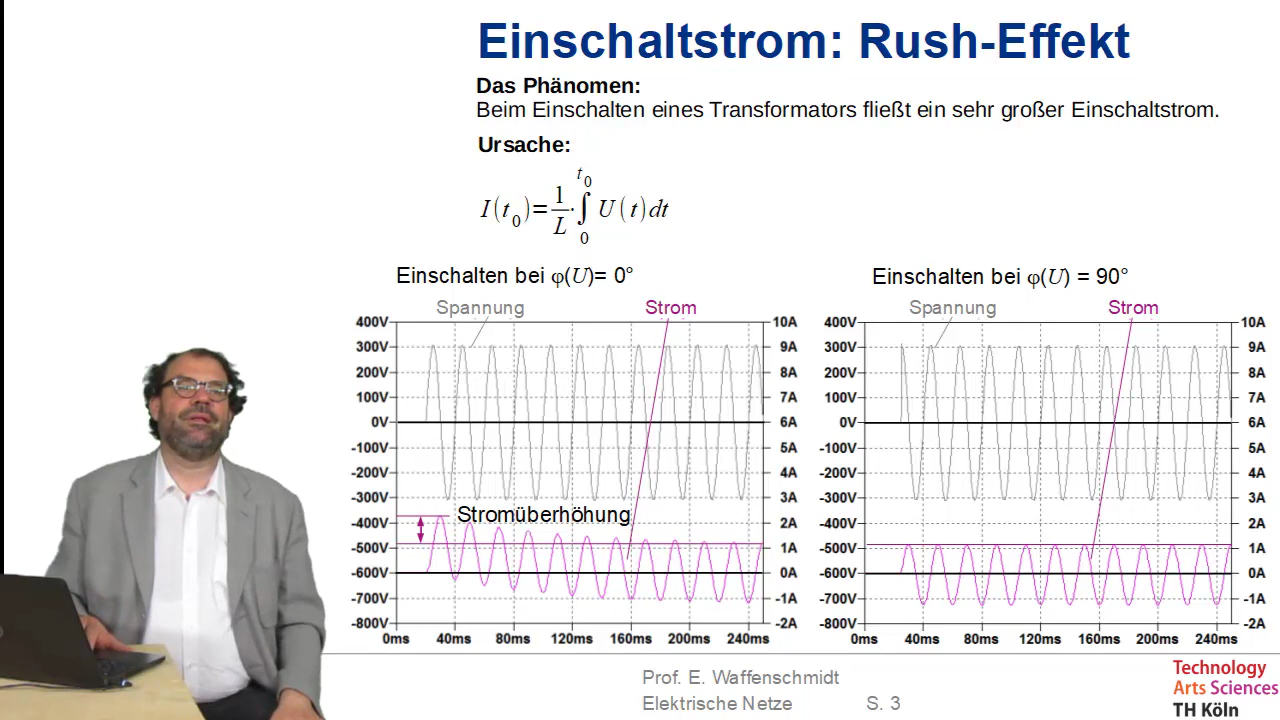 Einschaltstrom: Rush-Effekt
Das Phänomen:
Beim Einschalten eines Transformators fließt ein sehr großer Einschaltstrom.
Ursache:
I(t₀)=1/L·∫₀^t₀ U(t)dt
Einschalten bei φ(U)= 0°
Spannung Strom
400V 10A
300V 9A
200V 8A
100V 7A
0V 6A
-100V 5A
-200V 4A
-300V 3A
-400V Stromüberhöhung 2A
-500V 1A
-600V 0A
-700V -1A
-800V -2A
0ms 40ms 80ms 120ms 160ms 200ms 240ms
Einschalten bei φ(U) = 90°
Spannung Strom
400V 10A
300V 9A
200V 8A
100V 7A
0V 6A
-100V 5A
-200V 4A
-300V 3A
-400V 2A
-500V 1A
-600V 0A
-700V -1A
-800V -2A
0ms 40ms 80ms 120ms 160ms 200ms 240ms
Prof. E. Waffenschmidt
Elektrische Netze S. 3
Technology
Arts Sciences
TH Köln